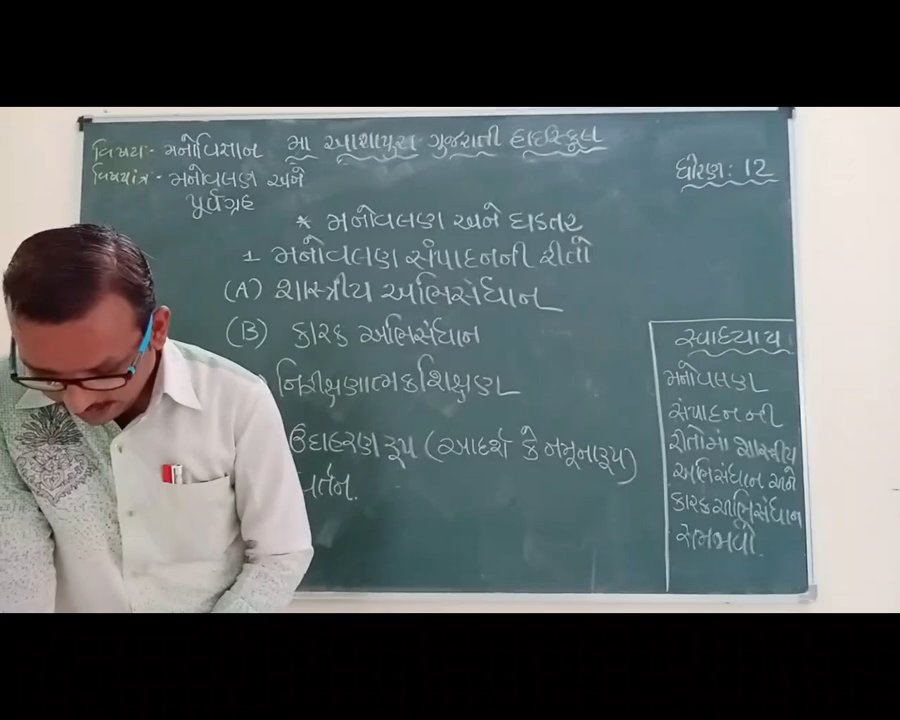 વિષય:- મનોવિજ્ઞાન
મા આશાપુરા ગુજરાતી હાઇસ્કૂલ
ધોરણ: 12
મનોવલણ અને
પૂર્વગ્રહ
* મનોવલણ અને ઘડતર
1 મનોવલણ સંપાદનની રીતો
(A) શાસ્ત્રીય અભિસંધાન
(B) કારક અભિસંધાન
નિરીક્ષણાત્મક શિક્ષણ
ઉદાહરણ રૂપ (આદર્શ કે નમૂનારૂપ)
વર્તન.
સ્વાધ્યાય
મનોવલણ
સંપાદનની
રીતોમાં શાસ્ત્રીય
અભિસંધાન અને
કારક અભિસંધાન
સમજાવો.